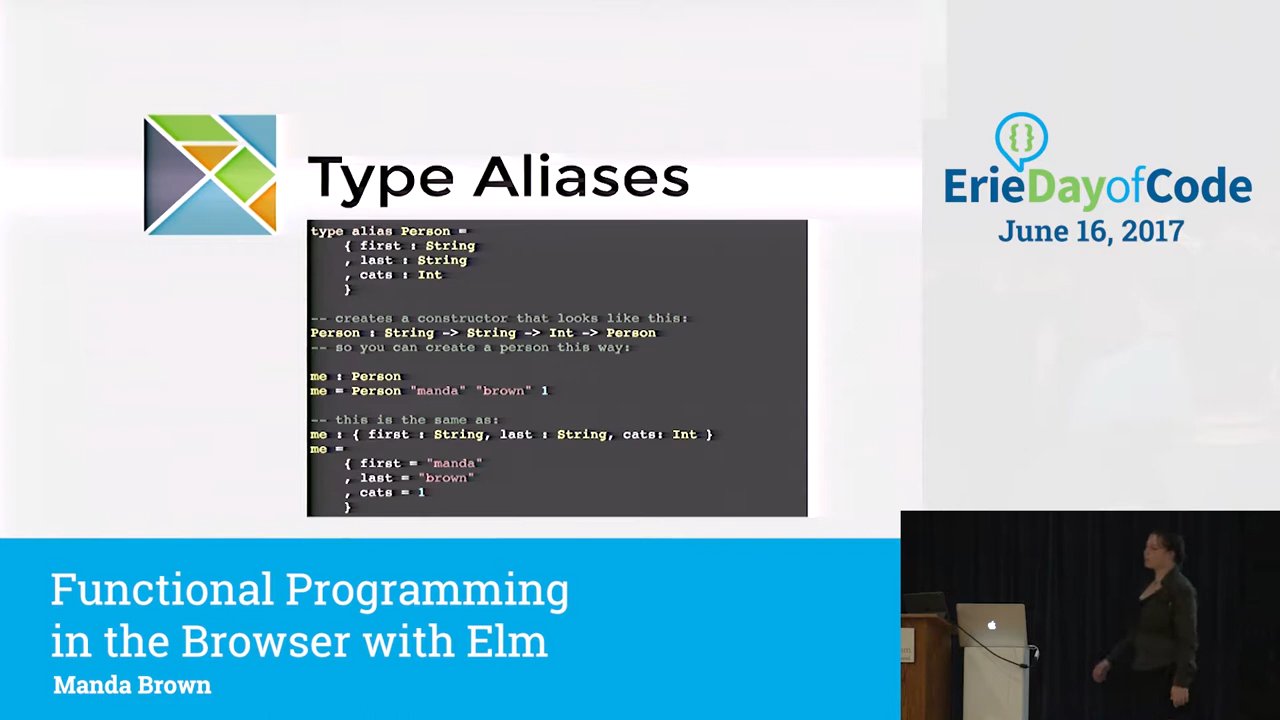 Type Aliases
type alias Person =
{ first : String
, last : String
, cats : Int
}
-- creates a constructor that looks like this:
Person : String -> String -> Int -> Person
-- so you can create a person this way:
me : Person
me = Person "manda" "brown" 1
-- this is the same as:
me : { first : String, last : String, cats: Int }
me =
{ first = "manda"
, last = "brown"
, cats = 1
}
{}
ErieDayofCode
June 16, 2017
Functional Programming
in the Browser with Elm
Manda Brown